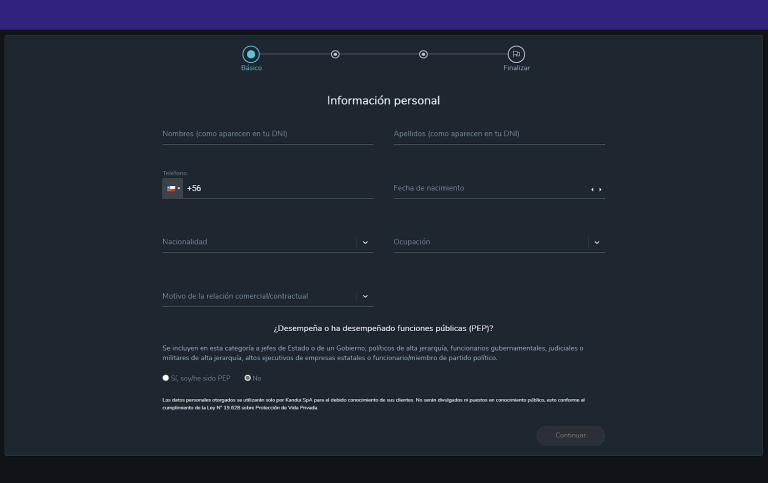 Básico
Finalizar
Información personal
Nombres (como aparecen en tu DNI)
Apellidos (como aparecen en tu DNI)
Teléfono
+56
Fecha de nacimiento
Nacionalidad
Ocupación
Motivo de la relación comercial/contractual
¿Desempeña o ha desempeñado funciones públicas (PEP)?
Se incluyen en esta categoría a jefes de Estado o de un Gobierno, políticos de alta jerarquía, funcionarios gubernamentales, judiciales o
militares de alta jerarquía, altos ejecutivos de empresas estatales o funcionario/miembro de partido político.
Sí, soy/he sido PEP
No
Los datos personales otorgados se utilizarán solo por Kandui SpA para el debido conocimiento de sus clientes. No serán divulgados ni puestos en conocimiento público, esto conforme al
cumplimiento de la Ley N° 19.628 sobre Protección de Vida Privada.
Continuar